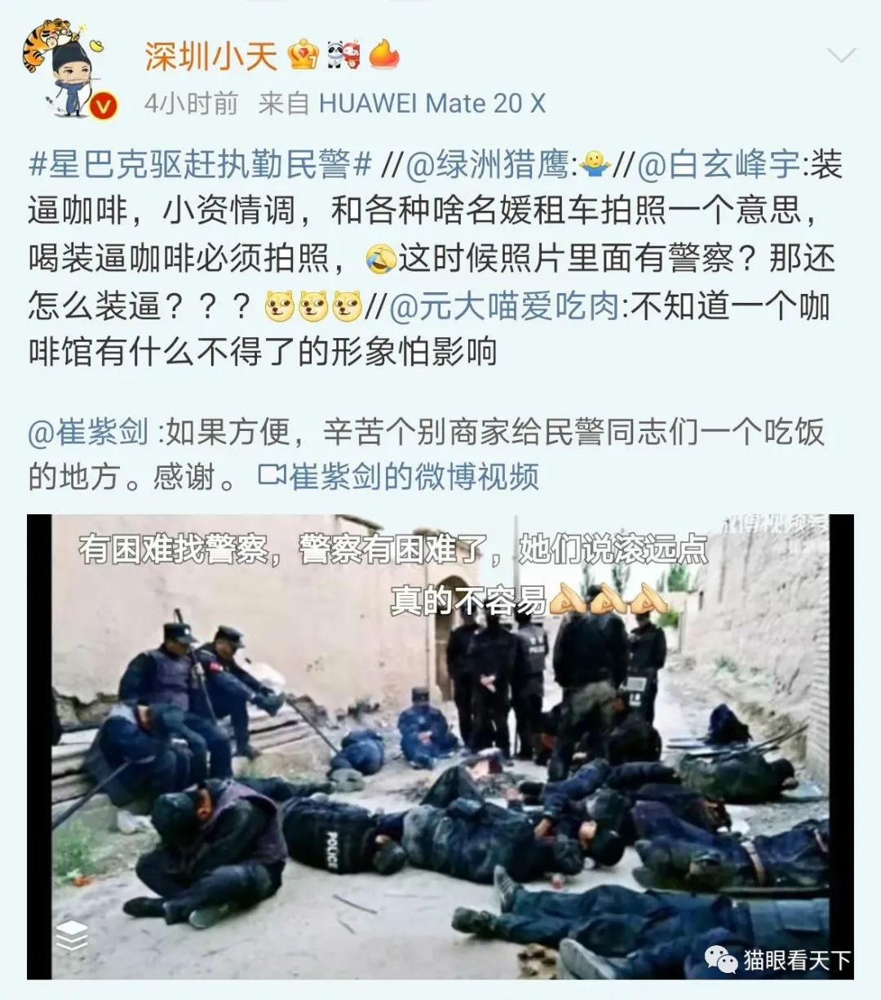 深圳小天
4小时前 来自 HUAWEI Mate 20 X
#星巴克驱赶执勤民警# //@绿洲猎鹰:🤷//@白玄峰宇:装
逼咖啡，小资情调，和各种啥名媛租车拍照一个意思，
喝装逼咖啡必须拍照，🤣这时候照片里面有警察？那还
怎么装逼？？？//@元大喵爱吃肉:不知道一个咖
啡馆有什么不得了的形象怕影响
@崔紫剑 :如果方便，辛苦个别商家给民警同志们一个吃饭
的地方。感谢。崔紫剑的微博视频
微博视频号
有困难找警察，警察有困难了，她们说滚远点
真的不容易
POLICE
猫眼看天下